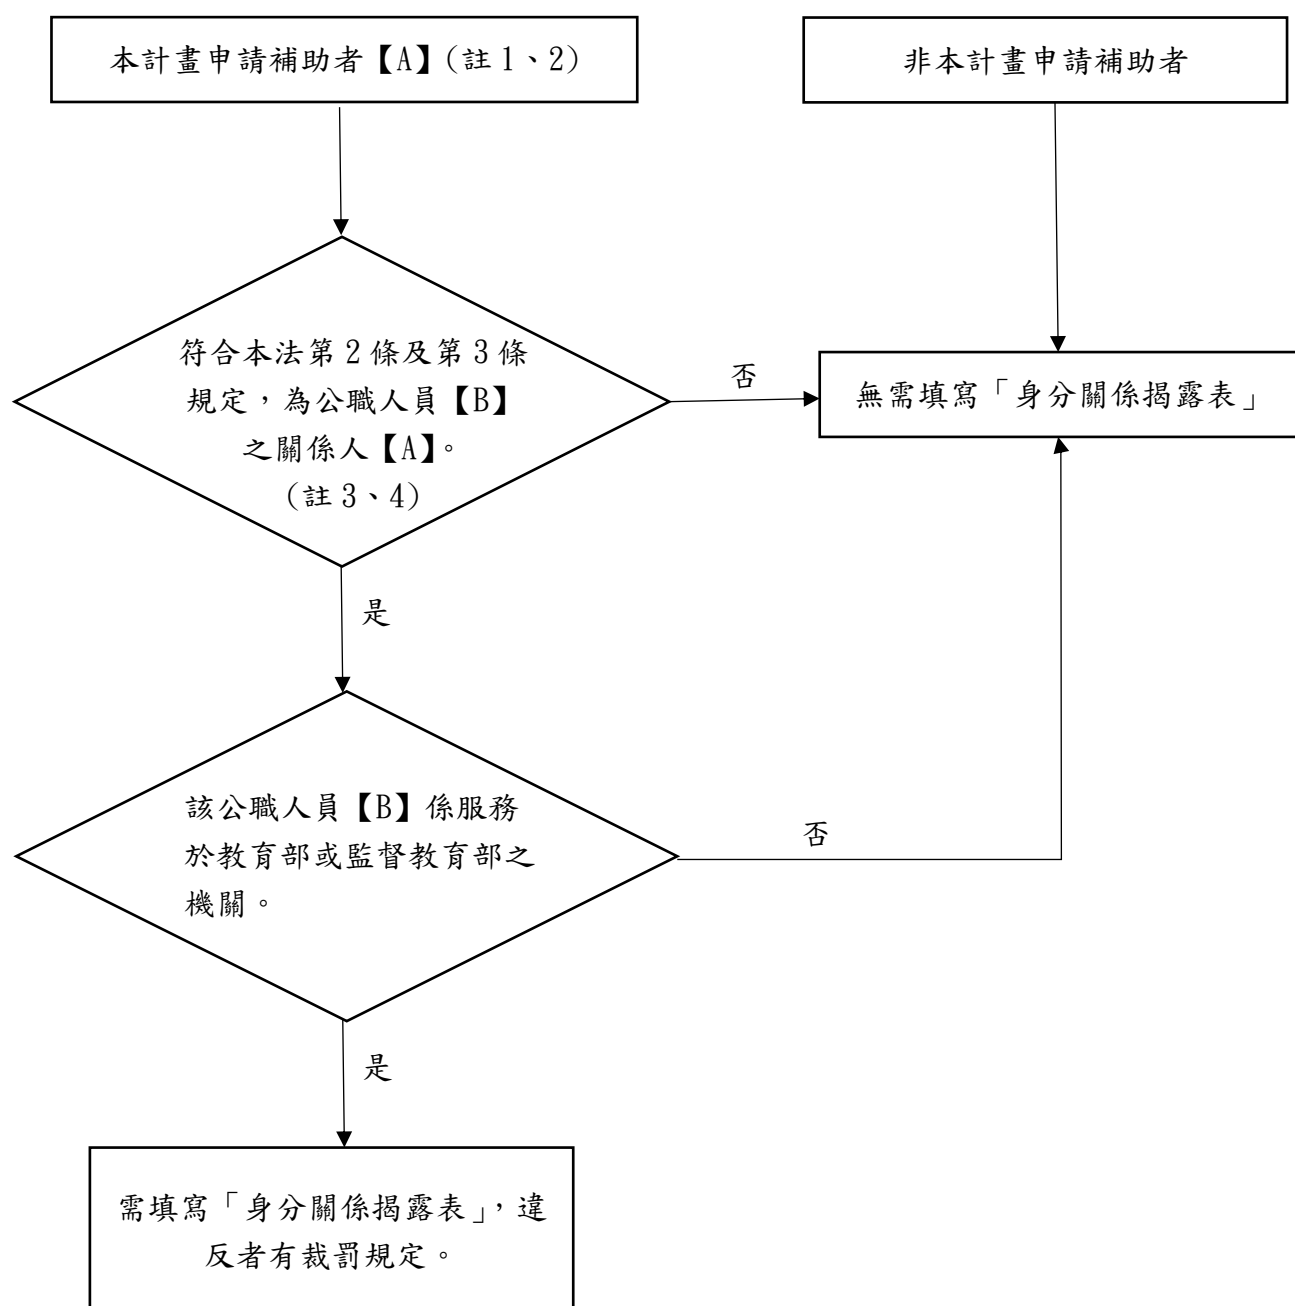 本計畫申請補助者【A】(註 1、2)
非本計畫申請補助者
符合本法第 2 條及第 3 條
規定，為公職人員【B】
之關係人【A】。
(註 3、4)
否
無需填寫「身分關係揭露表」
是
該公職人員【B】係服務
於教育部或監督教育部之
機關。
否
是
需填寫「身分關係揭露表」，違
反者有裁罰規定。